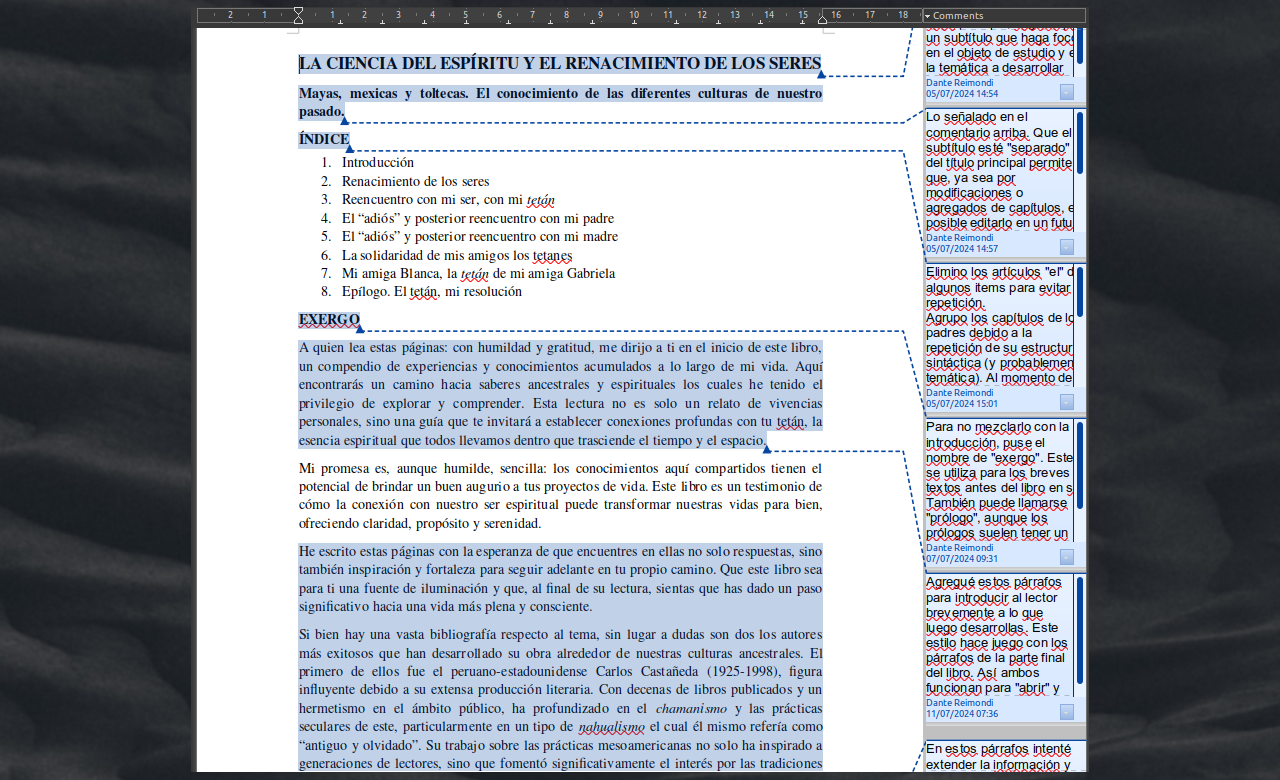 2 1 1 2 3 4 5 6 7 8 9 10 11 12 13 14 15 16 17 18
Comments
LA CIENCIA DEL ESPÍRITU Y EL RENACIMIENTO DE LOS SERES
Mayas, mexicas y toltecas. El conocimiento de las diferentes culturas de nuestro
pasado.
ÍNDICE
1. Introducción
2. Renacimiento de los seres
3. Reencuentro con mi ser, con mi tetán
4. El “adiós” y posterior reencuentro con mi padre
5. El “adiós” y posterior reencuentro con mi madre
6. La solidaridad de mis amigos los tetanes
7. Mi amiga Blanca, la tetán de mi amiga Gabriela
8. Epílogo. El tetán, mi resolución
EXERGO
A quien lea estas páginas: con humildad y gratitud, me dirijo a ti en el inicio de este libro,
un compendio de experiencias y conocimientos acumulados a lo largo de mi vida. Aquí
encontrarás un camino hacia saberes ancestrales y espirituales los cuales he tenido el
privilegio de explorar y comprender. Esta lectura no es solo un relato de vivencias
personales, sino una guía que te invitará a establecer conexiones profundas con tu tetán, la
esencia espiritual que todos llevamos dentro que trasciende el tiempo y el espacio.
Mi promesa es, aunque humilde, sencilla: los conocimientos aquí compartidos tienen el
potencial de brindar un buen augurio a tus proyectos de vida. Este libro es un testimonio de
cómo la conexión con nuestro ser espiritual puede transformar nuestras vidas para bien,
ofreciendo claridad, propósito y serenidad.
He escrito estas páginas con la esperanza de que encuentres en ellas no solo respuestas, sino
también inspiración y fortaleza para seguir adelante en tu propio camino. Que este libro sea
para ti una fuente de iluminación y que, al final de su lectura, sientas que has dado un paso
significativo hacia una vida más plena y consciente.
Si bien hay una vasta bibliografía respecto al tema, sin lugar a dudas son dos los autores
más exitosos que han desarrollado su obra alrededor de nuestras culturas ancestrales. El
primero de ellos fue el peruano-estadounidense Carlos Castañeda (1925-1998), figura
influyente debido a su extensa producción literaria. Con decenas de libros publicados y un
hermetismo en el ámbito público, ha profundizado en el chamanismo y las prácticas
seculares de este, particularmente en un tipo de nahualismo el cual él mismo refería como
“antiguo y olvidado”. Su trabajo sobre las prácticas mesoamericanas no solo ha inspirado a
generaciones de lectores, sino que fomentó significativamente el interés por las tradiciones
un subtítulo que haga foc
en el objeto de estudio y e
la temática a desarrollar
Dante Reimondi
05/07/2024 14:54
Lo señalado en el
comentario arriba. Que el
subtítulo esté "separado"
del título principal permite
que, ya sea por
modificaciones o
agregados de capítulos, e
posible editarlo en un futu
Dante Reimondi
05/07/2024 14:57
Elimino los artículos "el" d
algunos items para evitar
repetición.
Agrupo los capítulos de lo
padres debido a la
repetición de su estructur
sintáctica (y probablemen
temática). Al momento de
Dante Reimondi
05/07/2024 15:01
Para no mezclarlo con la
introducción, puse el
nombre de "exergo". Este
se utiliza para los breves
textos antes del libro en s
También puede llamarse
"prólogo", aunque los
prólogos suelen tener un
Dante Reimondi
07/07/2024 09:31
Agregué estos párrafos
para introducir al lector
brevemente a lo que
luego desarrollas. Este
estilo hace juego con los
párrafos de la parte final
del libro. Así ambos
funcionan para "abrir" y
Dante Reimondi
11/07/2024 07:36
En estos párrafos intenté
extender la información y